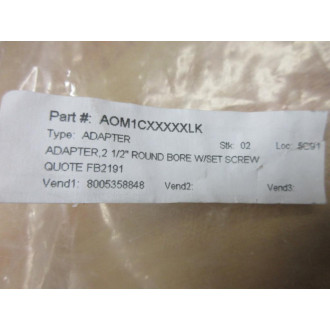 Part #: AOM1CXXXXXLK
Type: ADAPTER Stk: 02 Loc:
ADAPTER,2 1/2" ROUND BORE W/SET SCREW
QUOTE FB2191
Vend1: 8005358848 Vend2: Vend3: